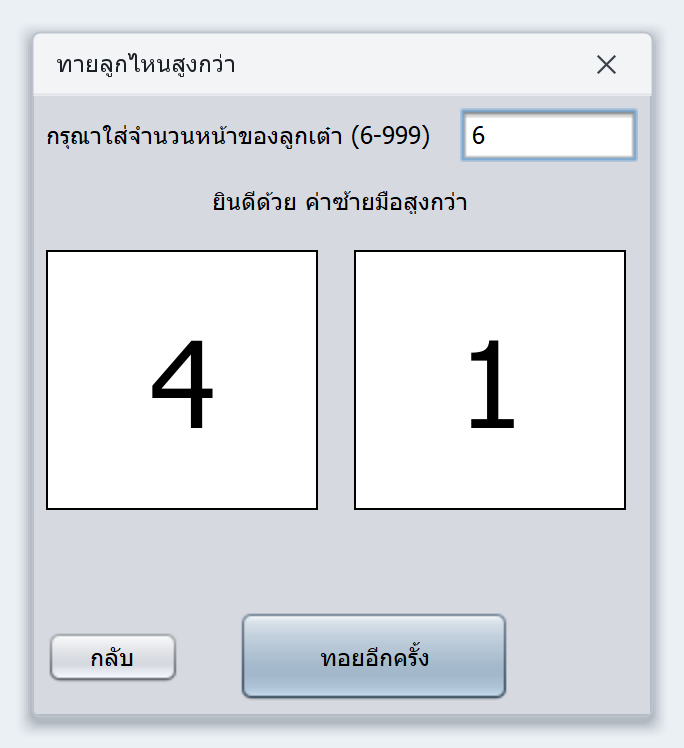 ทายลูกไหนสูงกว่า
กรุณาใส่จำนวนหน้าของลูกเต๋า (6-999) 6
ยินดีด้วย ค่าซ้ายมือสูงกว่า
4 1
กลับ ทอยอีกครั้ง